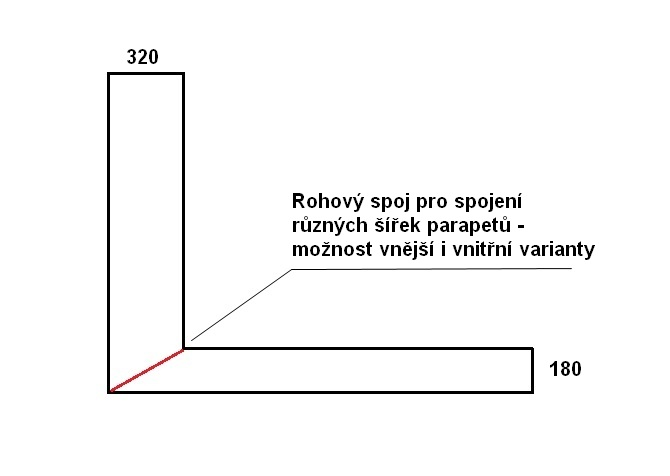 320
Rohový spoj pro spojení
různých šířek parapetů -
možnost vnější i vnitřní varianty
180